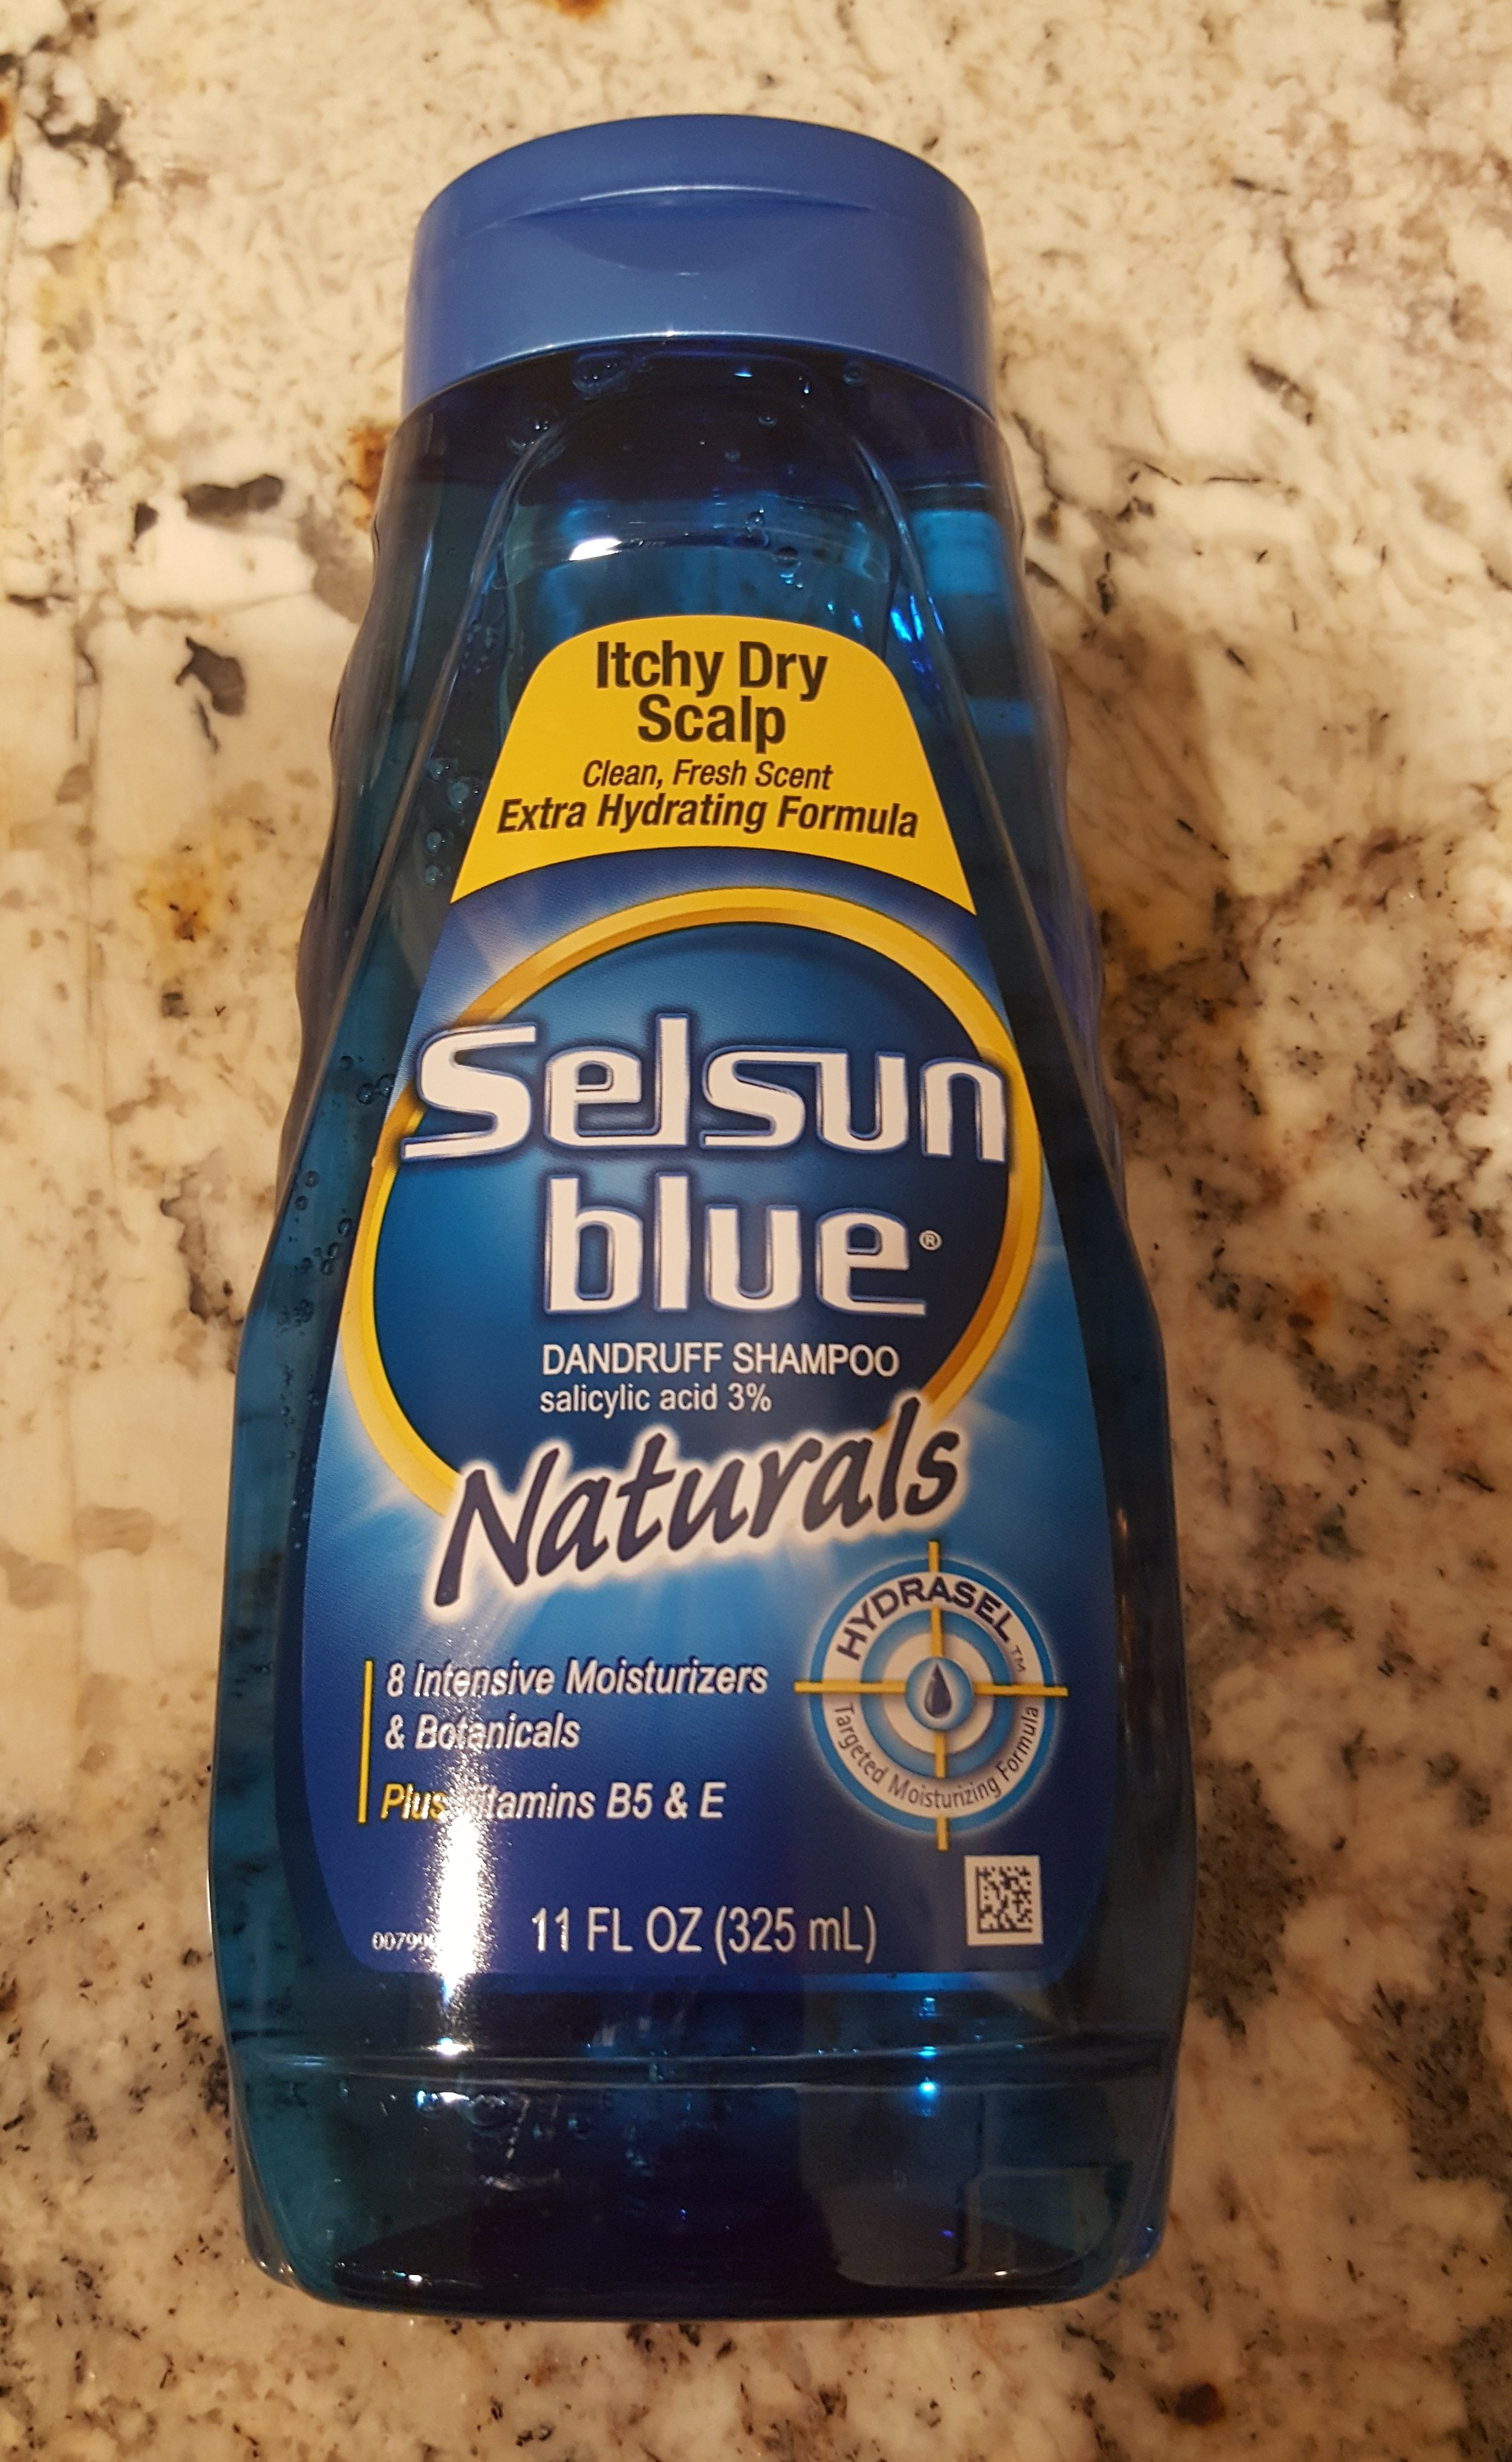 Itchy Dry
Scalp
Clean, Fresh Scent
Extra Hydrating Formula
Selsun
blue®
DANDRUFF SHAMPOO
salicylic acid 3%
Naturals
HYDRASEL™
Targeted Moisturizing Formula
8 Intensive Moisturizers
& Botanicals
Plus Vitamins B5 & E
11 FL OZ (325 mL)